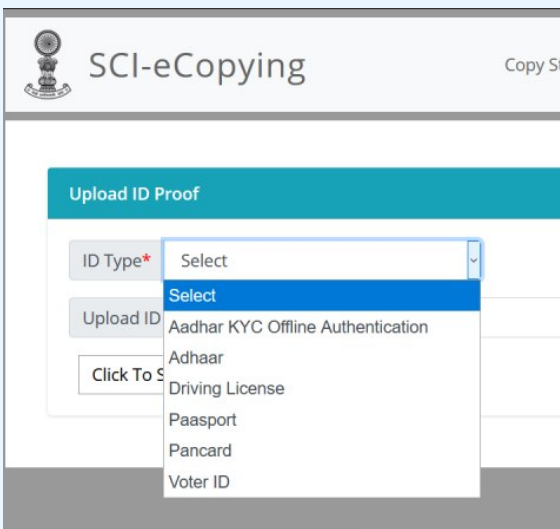 SCI-eCopying
Copy
Upload ID Proof
ID Type* Select
Select
Upload ID
Aadhar KYC Offline Authentication
Adhaar
Click To
Driving License
Paasport
Pancard
Voter ID